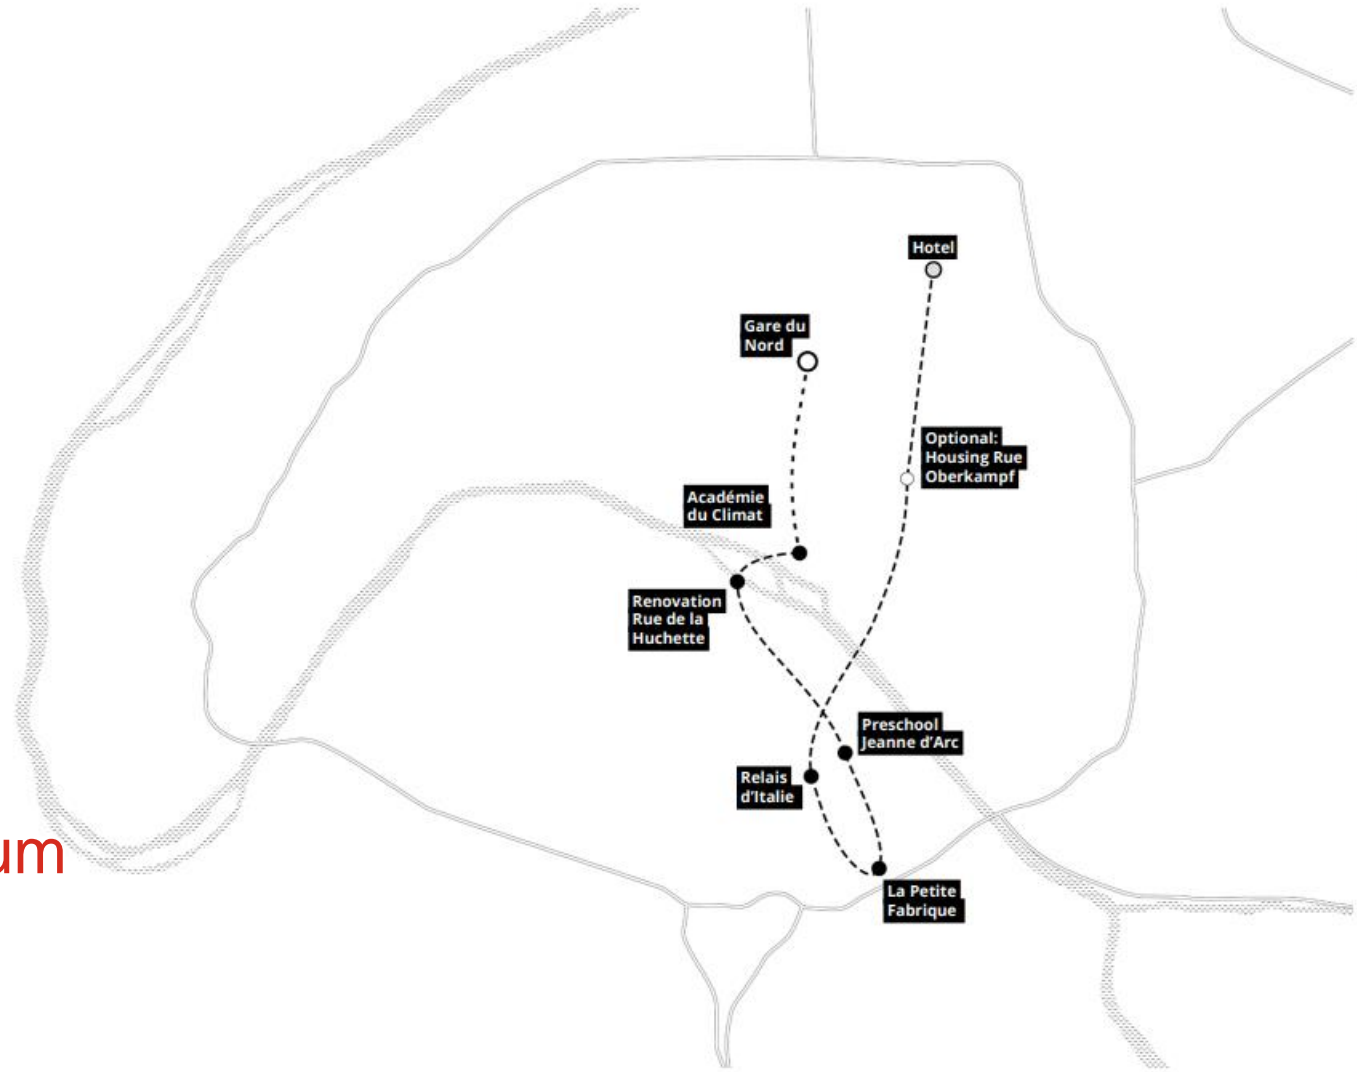 Hotel
Gare du
Nord
Optional:
Housing Rue
Oberkampf
Académie
du Climat
Renovation
Rue de la
Huchette
Preschool
Jeanne d'Arc
Relais
d'Italie
um
La Petite
Fabrique